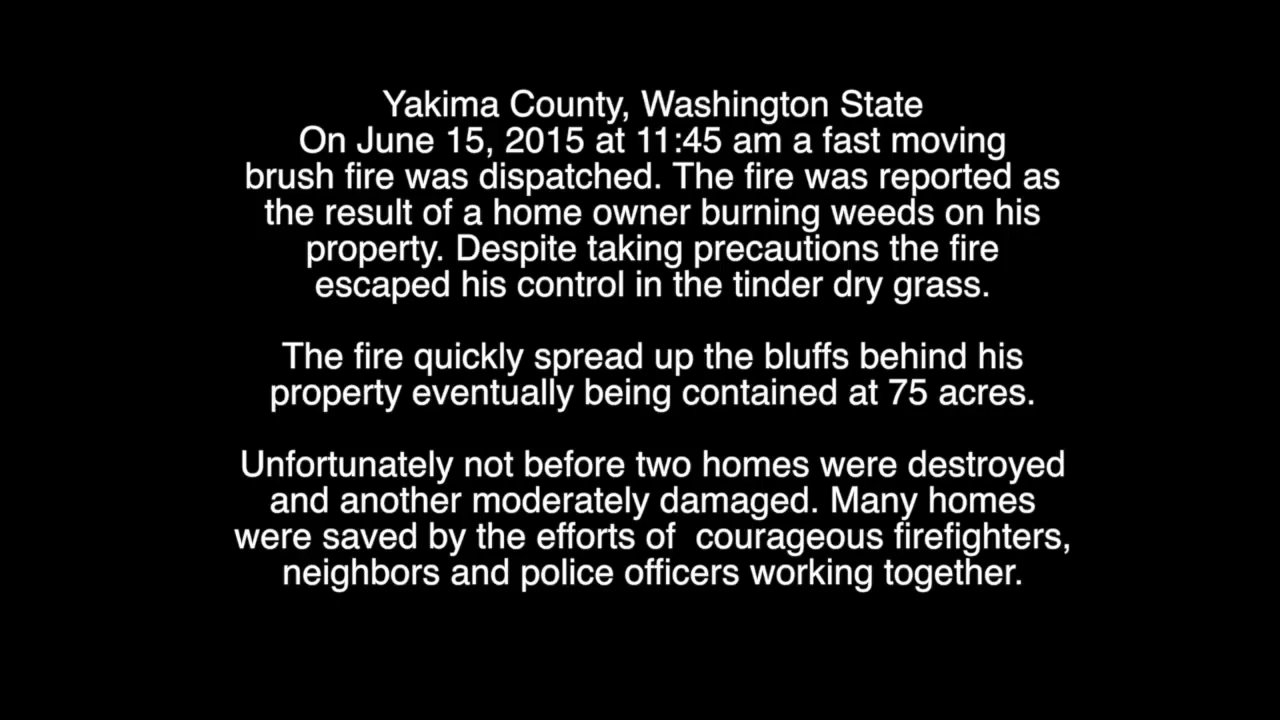 Yakima County, Washington State
On June 15, 2015 at 11:45 am a fast moving
brush fire was dispatched. The fire was reported as
the result of a home owner burning weeds on his
property. Despite taking precautions the fire
escaped his control in the tinder dry grass.
The fire quickly spread up the bluffs behind his
property eventually being contained at 75 acres.
Unfortunately not before two homes were destroyed
and another moderately damaged. Many homes
were saved by the efforts of  courageous firefighters,
neighbors and police officers working together.